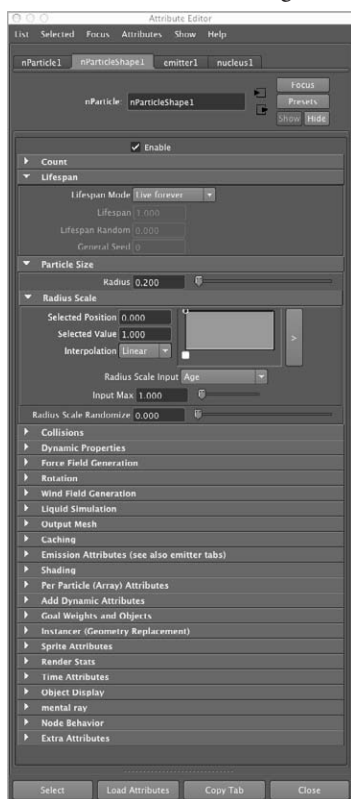 Attribute Editor
List Selected Focus Attributes Show Help
nParticle1 nParticleShape1 emitter1 nucleus1
Focus
nParticle: nParticleShape1 Presets
Show Hide
Enable
Count
Lifespan
Lifespan Mode Live forever
Lifespan 1.000
Lifespan Random 0.000
General Seed 0
Particle Size
Radius 0.200
Radius Scale
Selected Position 0.000
Selected Value 1.000
Interpolation Linear
>
Radius Scale Input Age
Input Max 1.000
Radius Scale Randomize 0.000
Collisions
Dynamic Properties
Force Field Generation
Rotation
Wind Field Generation
Liquid Simulation
Output Mesh
Caching
Emission Attributes (see also emitter tabs)
Shading
Per Particle (Array) Attributes
Add Dynamic Attributes
Goal Weights and Objects
Instancer (Geometry Replacement)
Sprite Attributes
Render Stats
Time Attributes
Object Display
mental ray
Node Behavior
Extra Attributes
Select Load Attributes Copy Tab Close